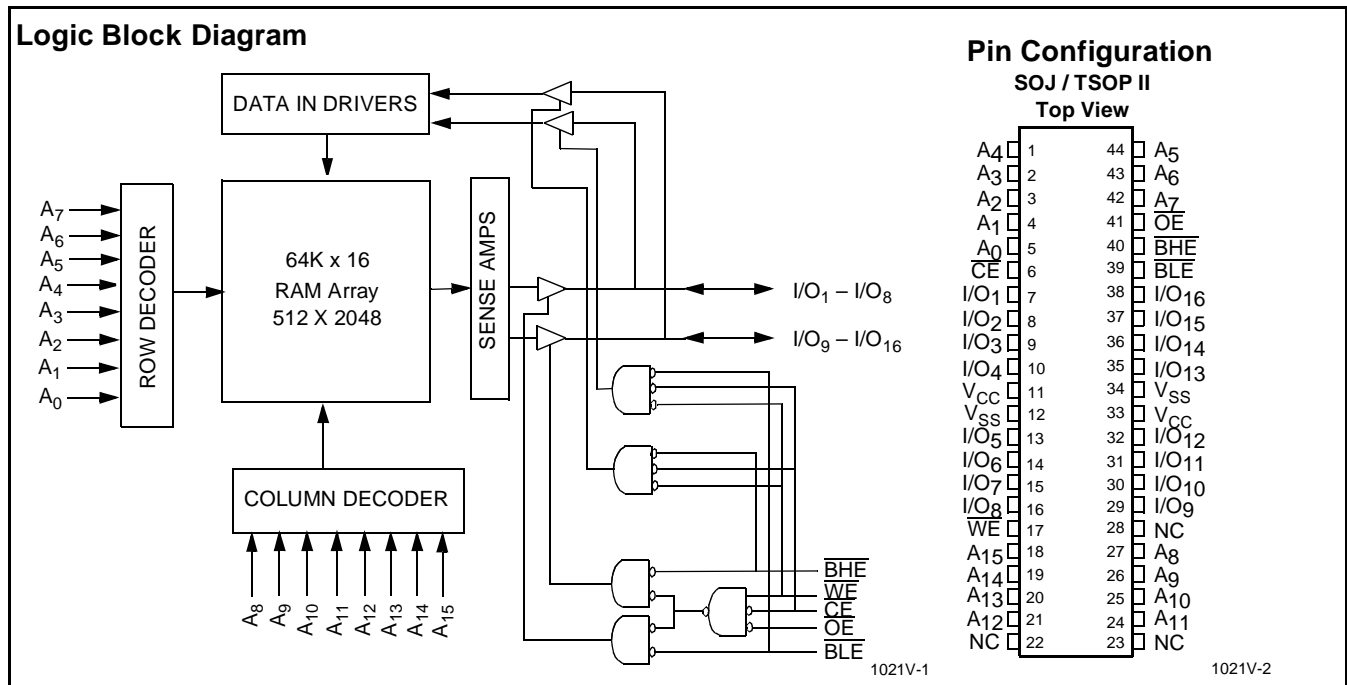 Logic Block Diagram
DATA IN DRIVERS
A7
A6
A5
A4
A3
A2
A1
A0
ROW DECODER
64K x 16
RAM Array
512 X 2048
SENSE AMPS
I/O1 – I/O8
I/O9 – I/O16
COLUMN DECODER
A8
A9
A10
A11
A12
A13
A14
A15
BHE
WE
CE
OE
BLE
1021V-1
Pin Configuration
SOJ / TSOP II
Top View
A4 1 44 A5
A3 2 43 A6
A2 3 42 A7
A1 4 41 OE
A0 5 40 BHE
CE 6 39 BLE
I/O1 7 38 I/O16
I/O2 8 37 I/O15
I/O3 9 36 I/O14
I/O4 10 35 I/O13
VCC 11 34 VSS
VSS 12 33 VCC
I/O5 13 32 I/O12
I/O6 14 31 I/O11
I/O7 15 30 I/O10
I/O8 16 29 I/O9
WE 17 28 NC
A15 18 27 A8
A14 19 26 A9
A13 20 25 A10
A12 21 24 A11
NC 22 23 NC
1021V-2